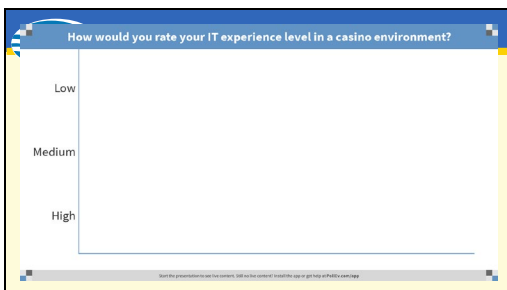 How would you rate your IT experience level in a casino environment?
Low
Medium
High
Start the presentation to see live content. Still no live content? Install the app or get help at PollEv.com/app